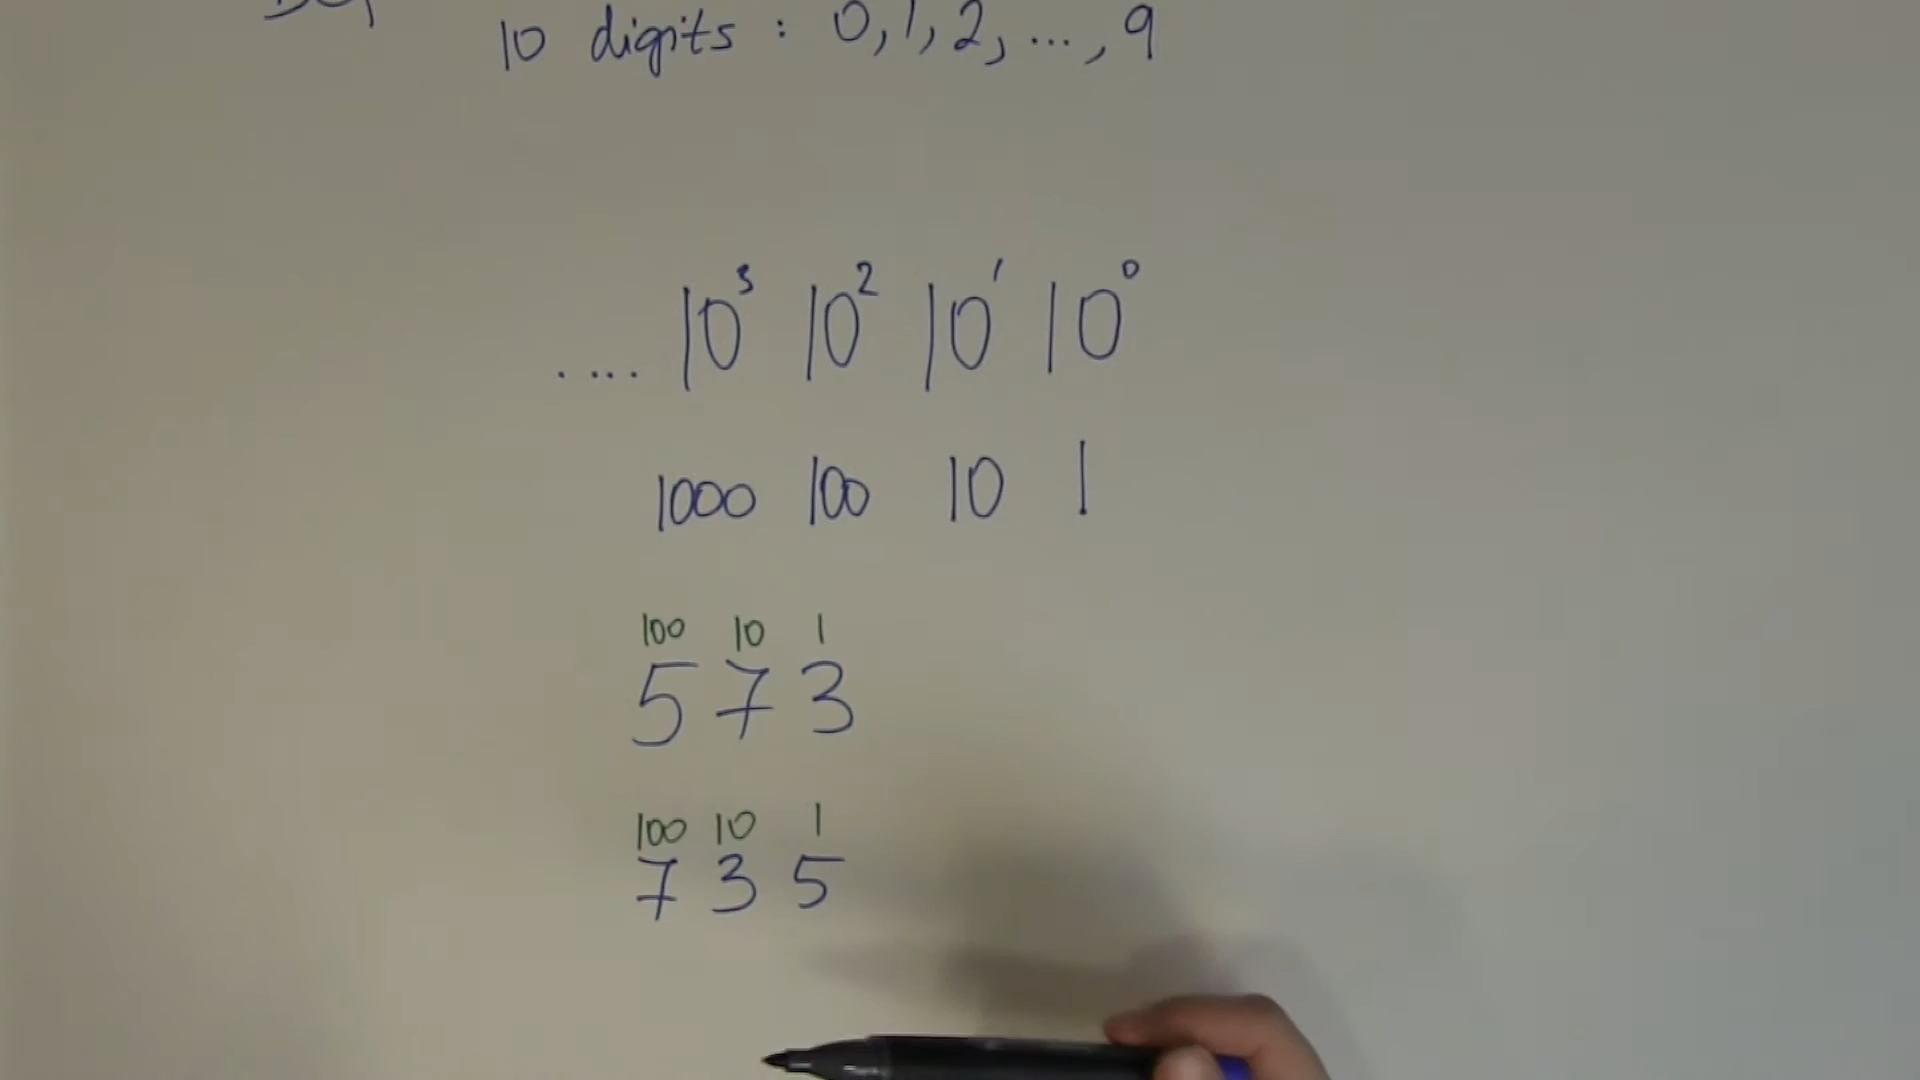 10 digits : 0, 1, 2, ..., 9
.... 10³ 10² 10¹ 10⁰
1000 100 10 1
100 10 1
5 7 3
100 10 1
7 3 5